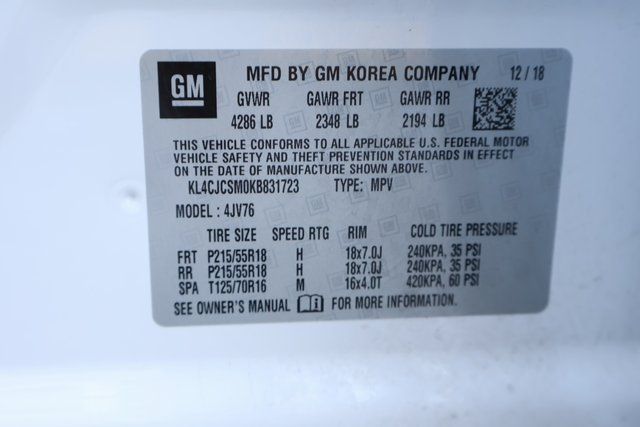 GM MFD BY GM KOREA COMPANY 12/18
GVWR GAWR FRT GAWR RR
4286 LB 2348 LB 2194 LB
THIS VEHICLE CONFORMS TO ALL APPLICABLE U.S. FEDERAL MOTOR
VEHICLE SAFETY AND THEFT PREVENTION STANDARDS IN EFFECT
ON THE DATE OF MANUFACTURE SHOWN ABOVE.
KL4CJCSM0KB831723 TYPE: MPV
MODEL : 4JV76
TIRE SIZE SPEED RTG RIM COLD TIRE PRESSURE
FRT P215/55R18 H 18x7.0J 240KPA, 35 PSI
RR P215/55R18 H 18x7.0J 240KPA, 35 PSI
SPA T125/70R16 M 16x4.0T 420KPA, 60 PSI
SEE OWNER'S MANUAL FOR MORE INFORMATION.